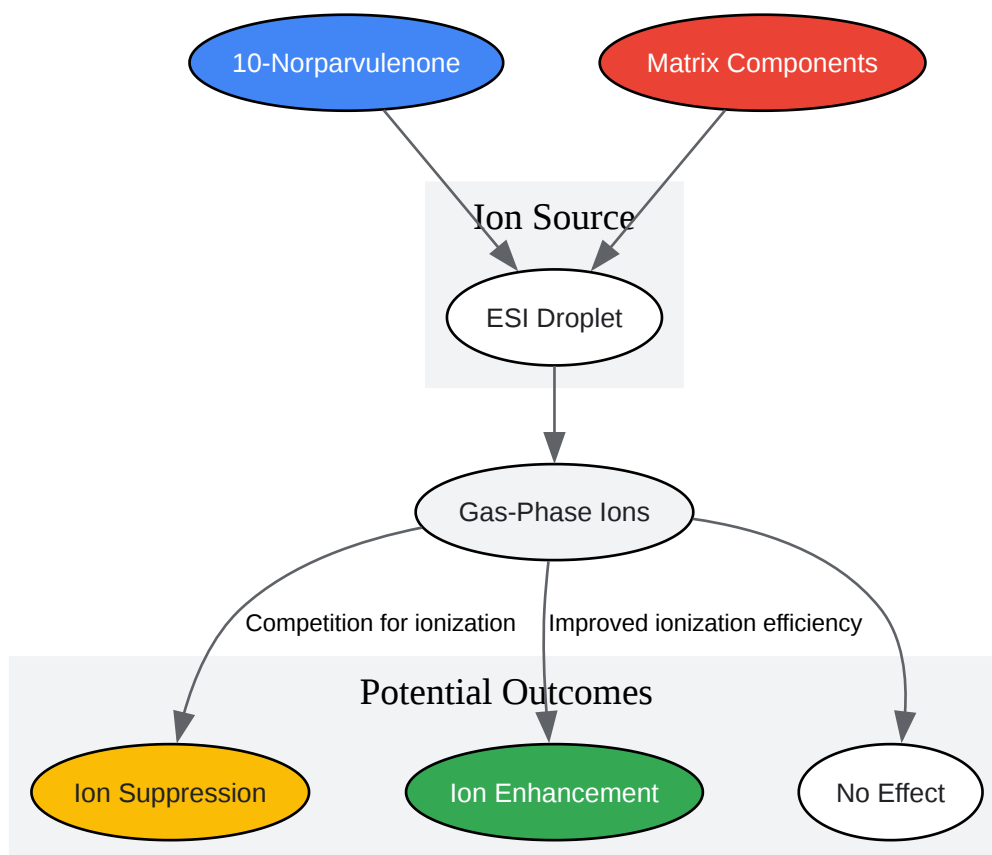 10-Norparvulenone
Matrix Components
Ion Source
ESI Droplet
Gas-Phase Ions
Competition for ionization
Improved ionization efficiency
Potential Outcomes
Ion Suppression
Ion Enhancement
No Effect